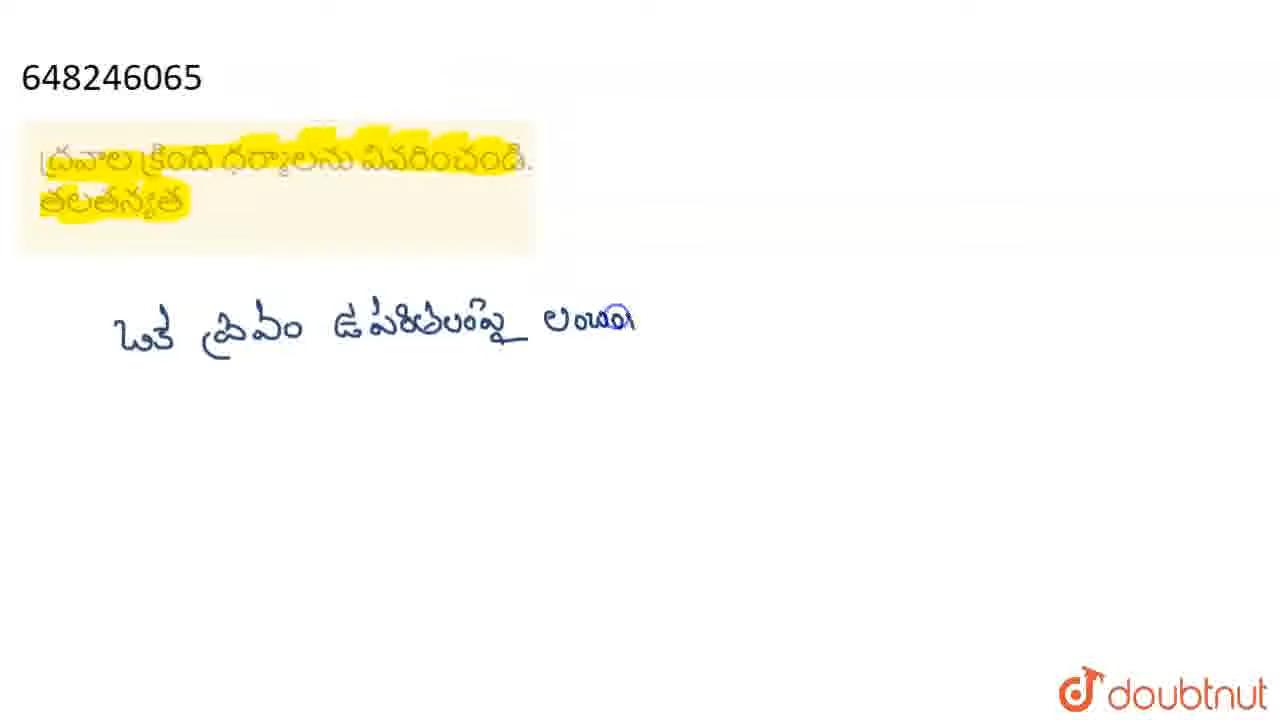 648246065
ద్రవాల క్రింది ధర్మాలను వివరించండి.
తలతన్యత
ఒక ద్రవం ఉపరితలంపై లంబంగ
doubtnut